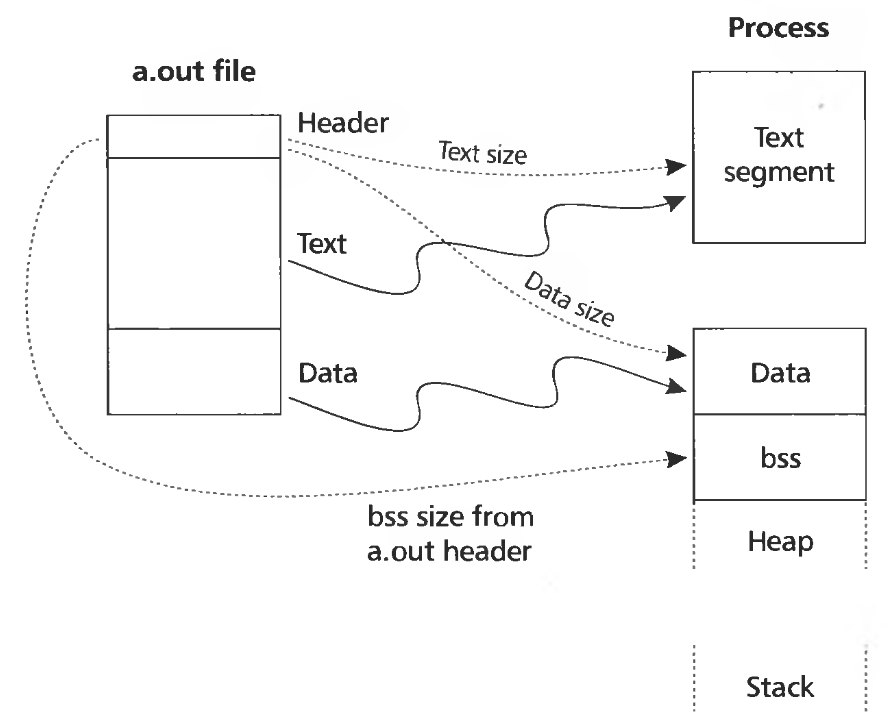 Process
a.out file
Header
Text size
Text
segment
Text
Data size
Data
Data
bss
bss size from
a.out header
Heap
Stack